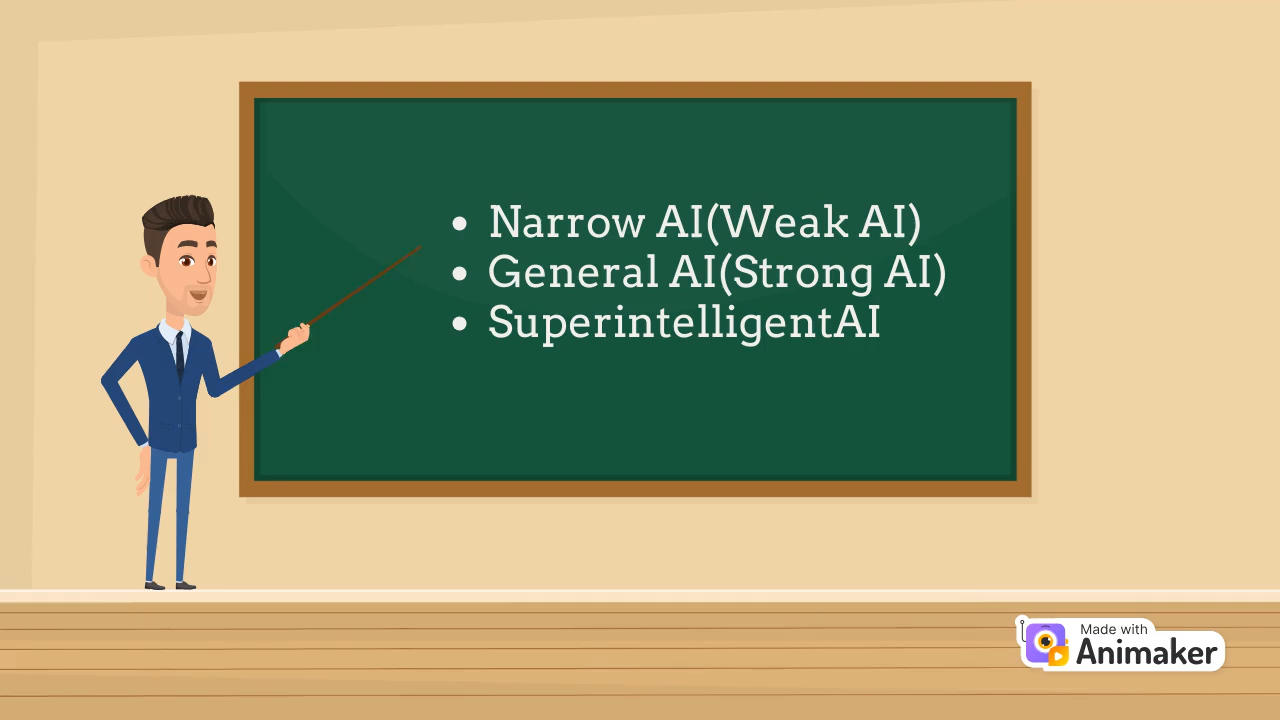 Narrow AI(Weak AI)
General AI(Strong AI)
SuperintelligentAI
Made with
Animaker